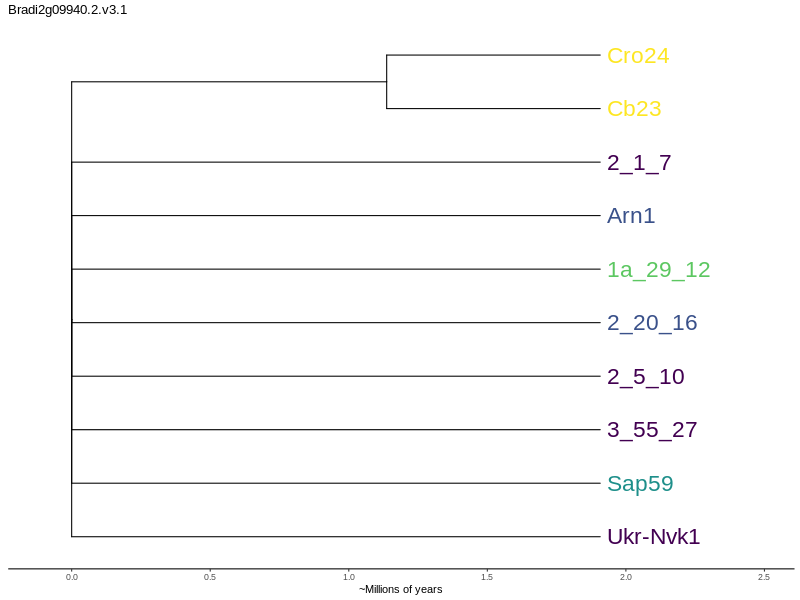 Bradi2g09940.2.v3.1
Cro24
Cb23
2_1_7
Arn1
1a_29_12
2_20_16
2_5_10
3_55_27
Sap59
Ukr-Nvk1
0.0 0.5 1.0 1.5 2.0 2.5
~Millions of years